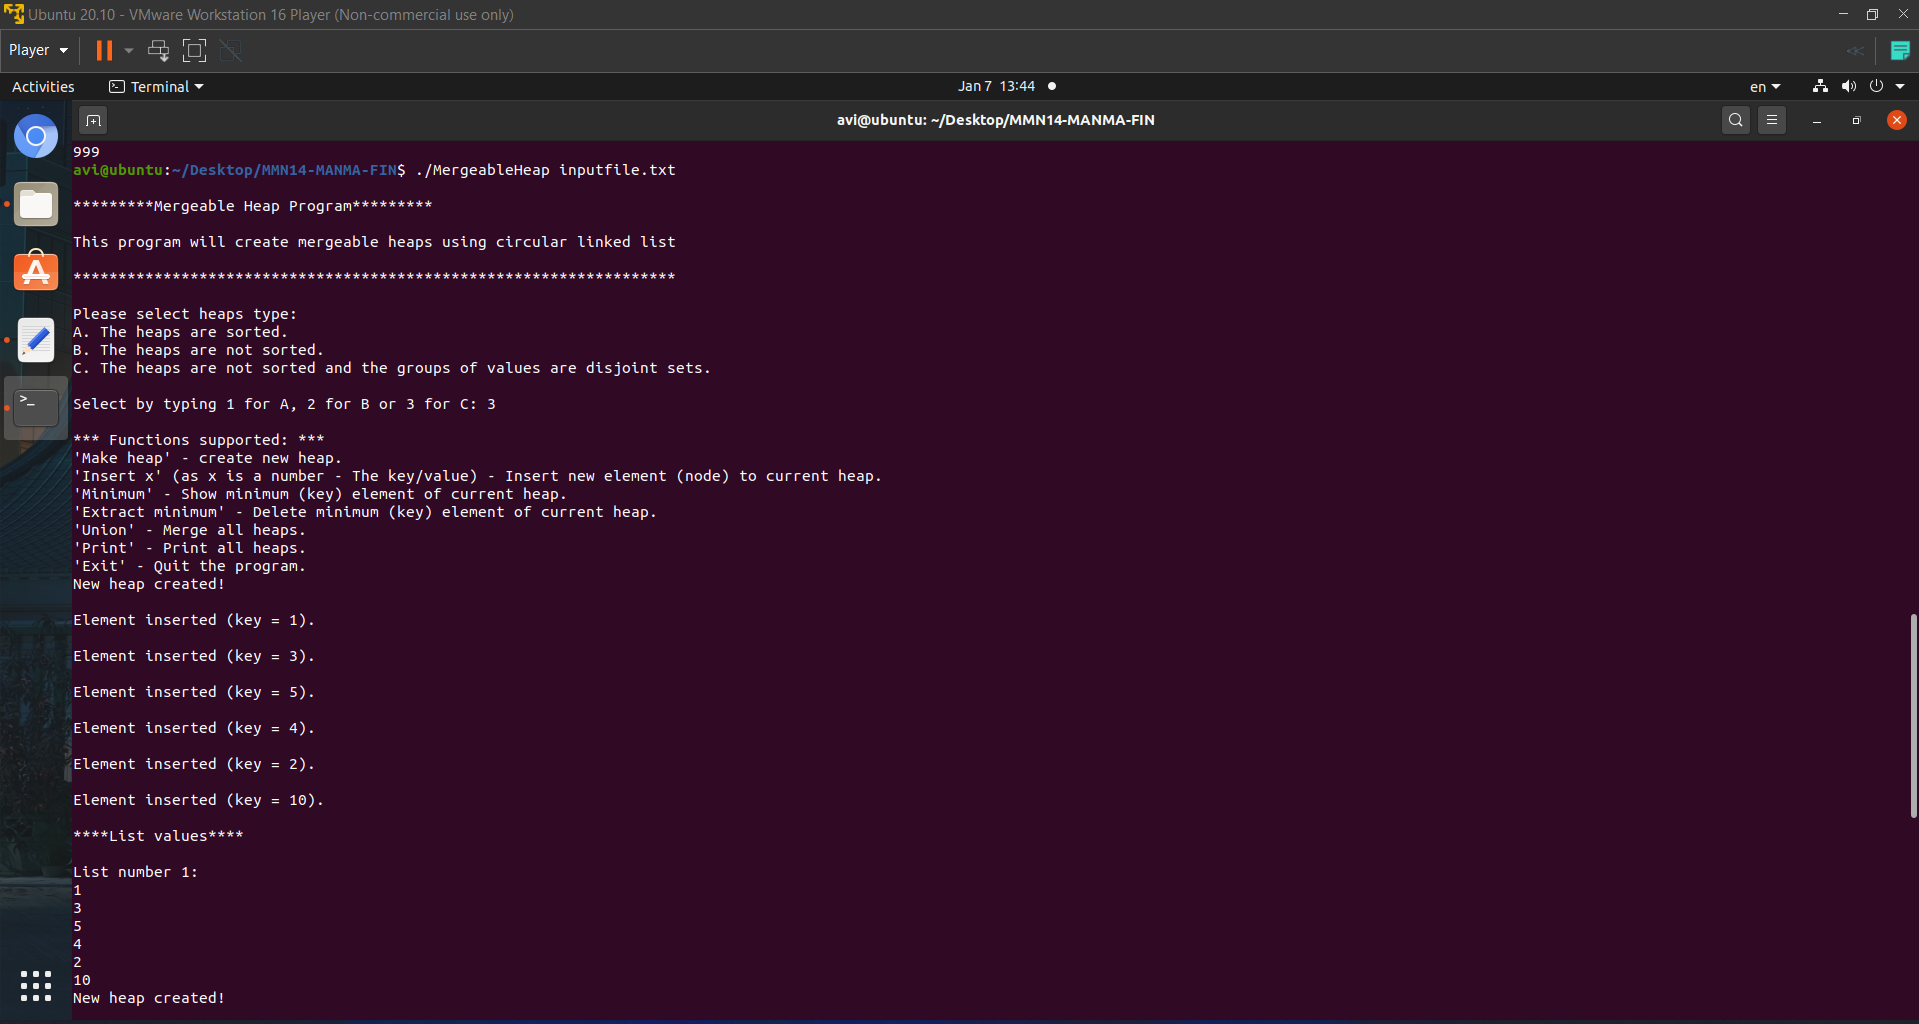 Ubuntu 20.10 - VMware Workstation 16 Player (Non-commercial use only)
Player
Activities
Terminal
Jan 7 13:44
en
avi@ubuntu: ~/Desktop/MMN14-MANMA-FIN
999
avi@ubuntu:~/Desktop/MMN14-MANMA-FIN$ ./MergeableHeap inputfile.txt
*********Mergeable Heap Program*********
This program will create mergeable heaps using circular linked list
*******************************************************************
Please select heaps type:
A. The heaps are sorted.
B. The heaps are not sorted.
C. The heaps are not sorted and the groups of values are disjoint sets.
Select by typing 1 for A, 2 for B or 3 for C: 3
*** Functions supported: ***
'Make heap' - create new heap.
'Insert x' (as x is a number - The key/value) - Insert new element (node) to current heap.
'Minimum' - Show minimum (key) element of current heap.
'Extract minimum' - Delete minimum (key) element of current heap.
'Union' - Merge all heaps.
'Print' - Print all heaps.
'Exit' - Quit the program.
New heap created!
Element inserted (key = 1).
Element inserted (key = 3).
Element inserted (key = 5).
Element inserted (key = 4).
Element inserted (key = 2).
Element inserted (key = 10).
****List values****
List number 1:
1
3
5
4
2
10
New heap created!